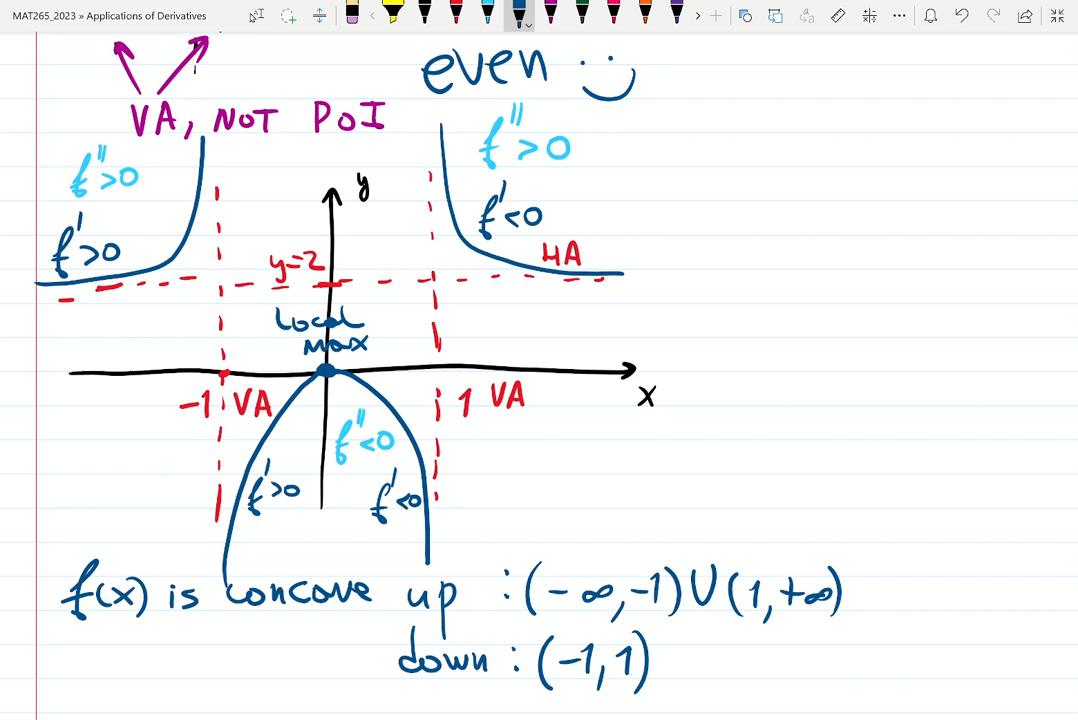 MAT265_2023 » Applications of Derivatives
even
VA, NOT PoI
f''>0
f''>0
f'>0
f'<0
y
HA
y=2
Local
max
x
-1 VA
1 VA
f''<0
f'>0
f'<0
f(x) is concave up : (-∞,-1)U(1,+∞)
down : (-1,1)